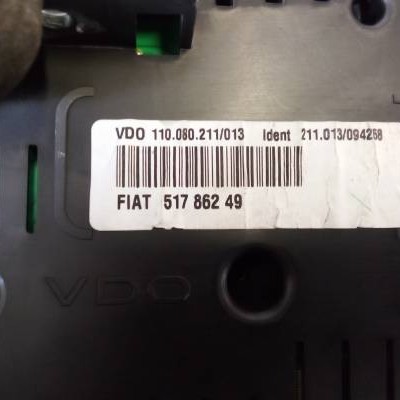 VDO 110.080.211/013 Ident 211.013/094258
FIAT 517 862 49
VDO